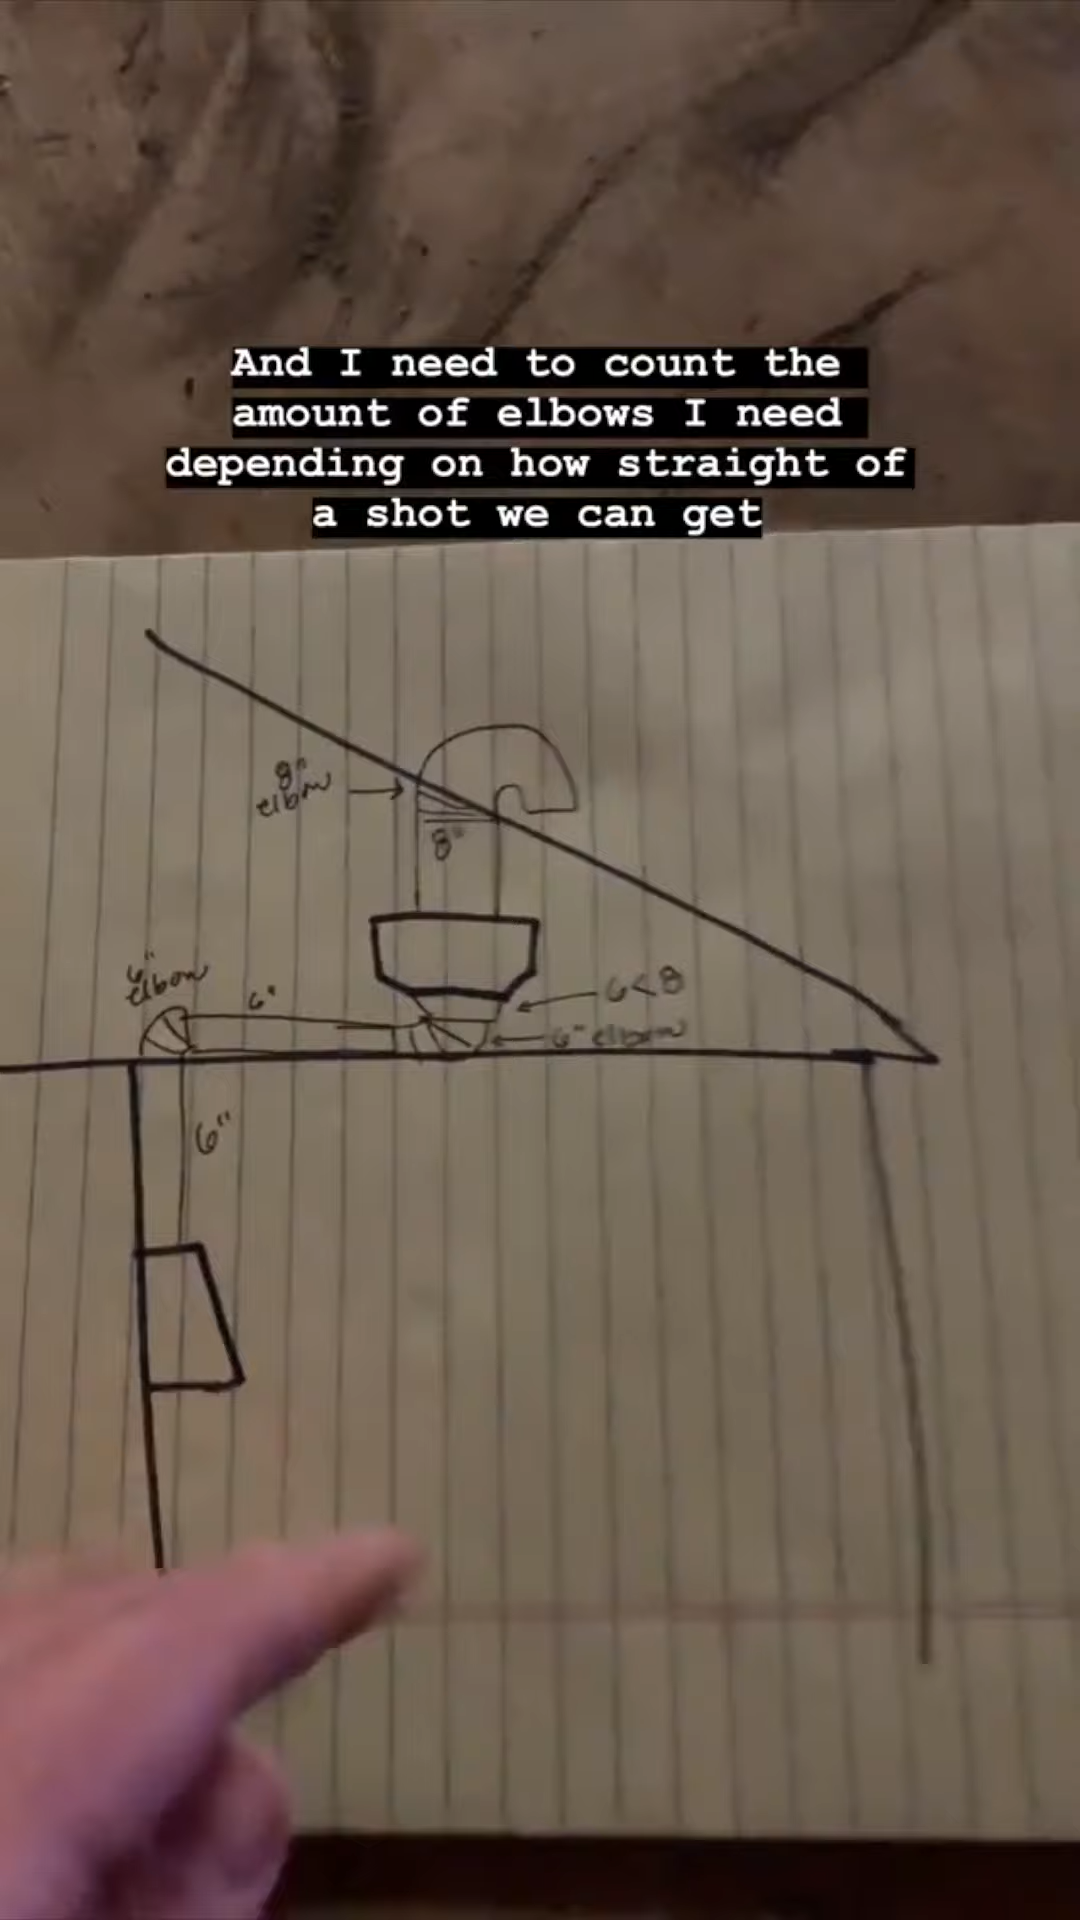 And I need to count the
amount of elbows I need
depending on how straight of
a shot we can get
8"
elbow
8"
6"
elbow
6"
6<8
6" elbow
6"